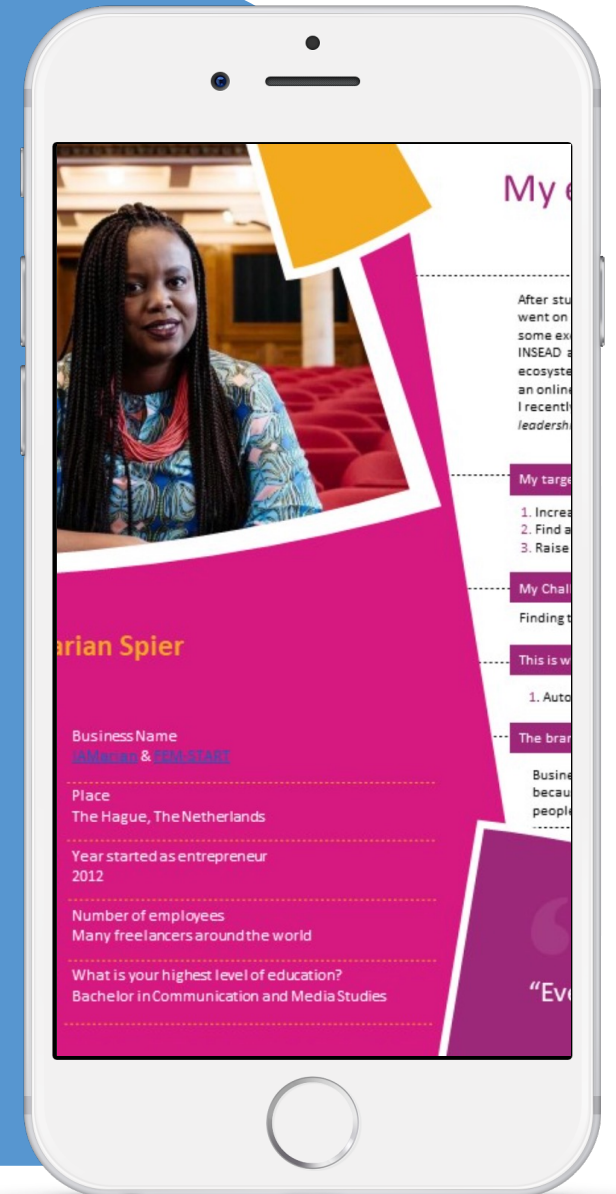 My
After stu
went on
some ex
INSEAD a
ecosyste
an online
I recently
leadersh
arian Spier
My targe
1. Increa
2. Find a
3. Raise
My Chal
Finding t
This is w
1. Auto
The bran
Business Name
IAMarian & FEM-START
Busine
becau
people
Place
The Hague, The Netherlands
Year started as entrepreneur
2012
Number of employees
Many freelancers around the world
What is your highest level of education?
Bachelor in Communication and Media Studies
“Eve